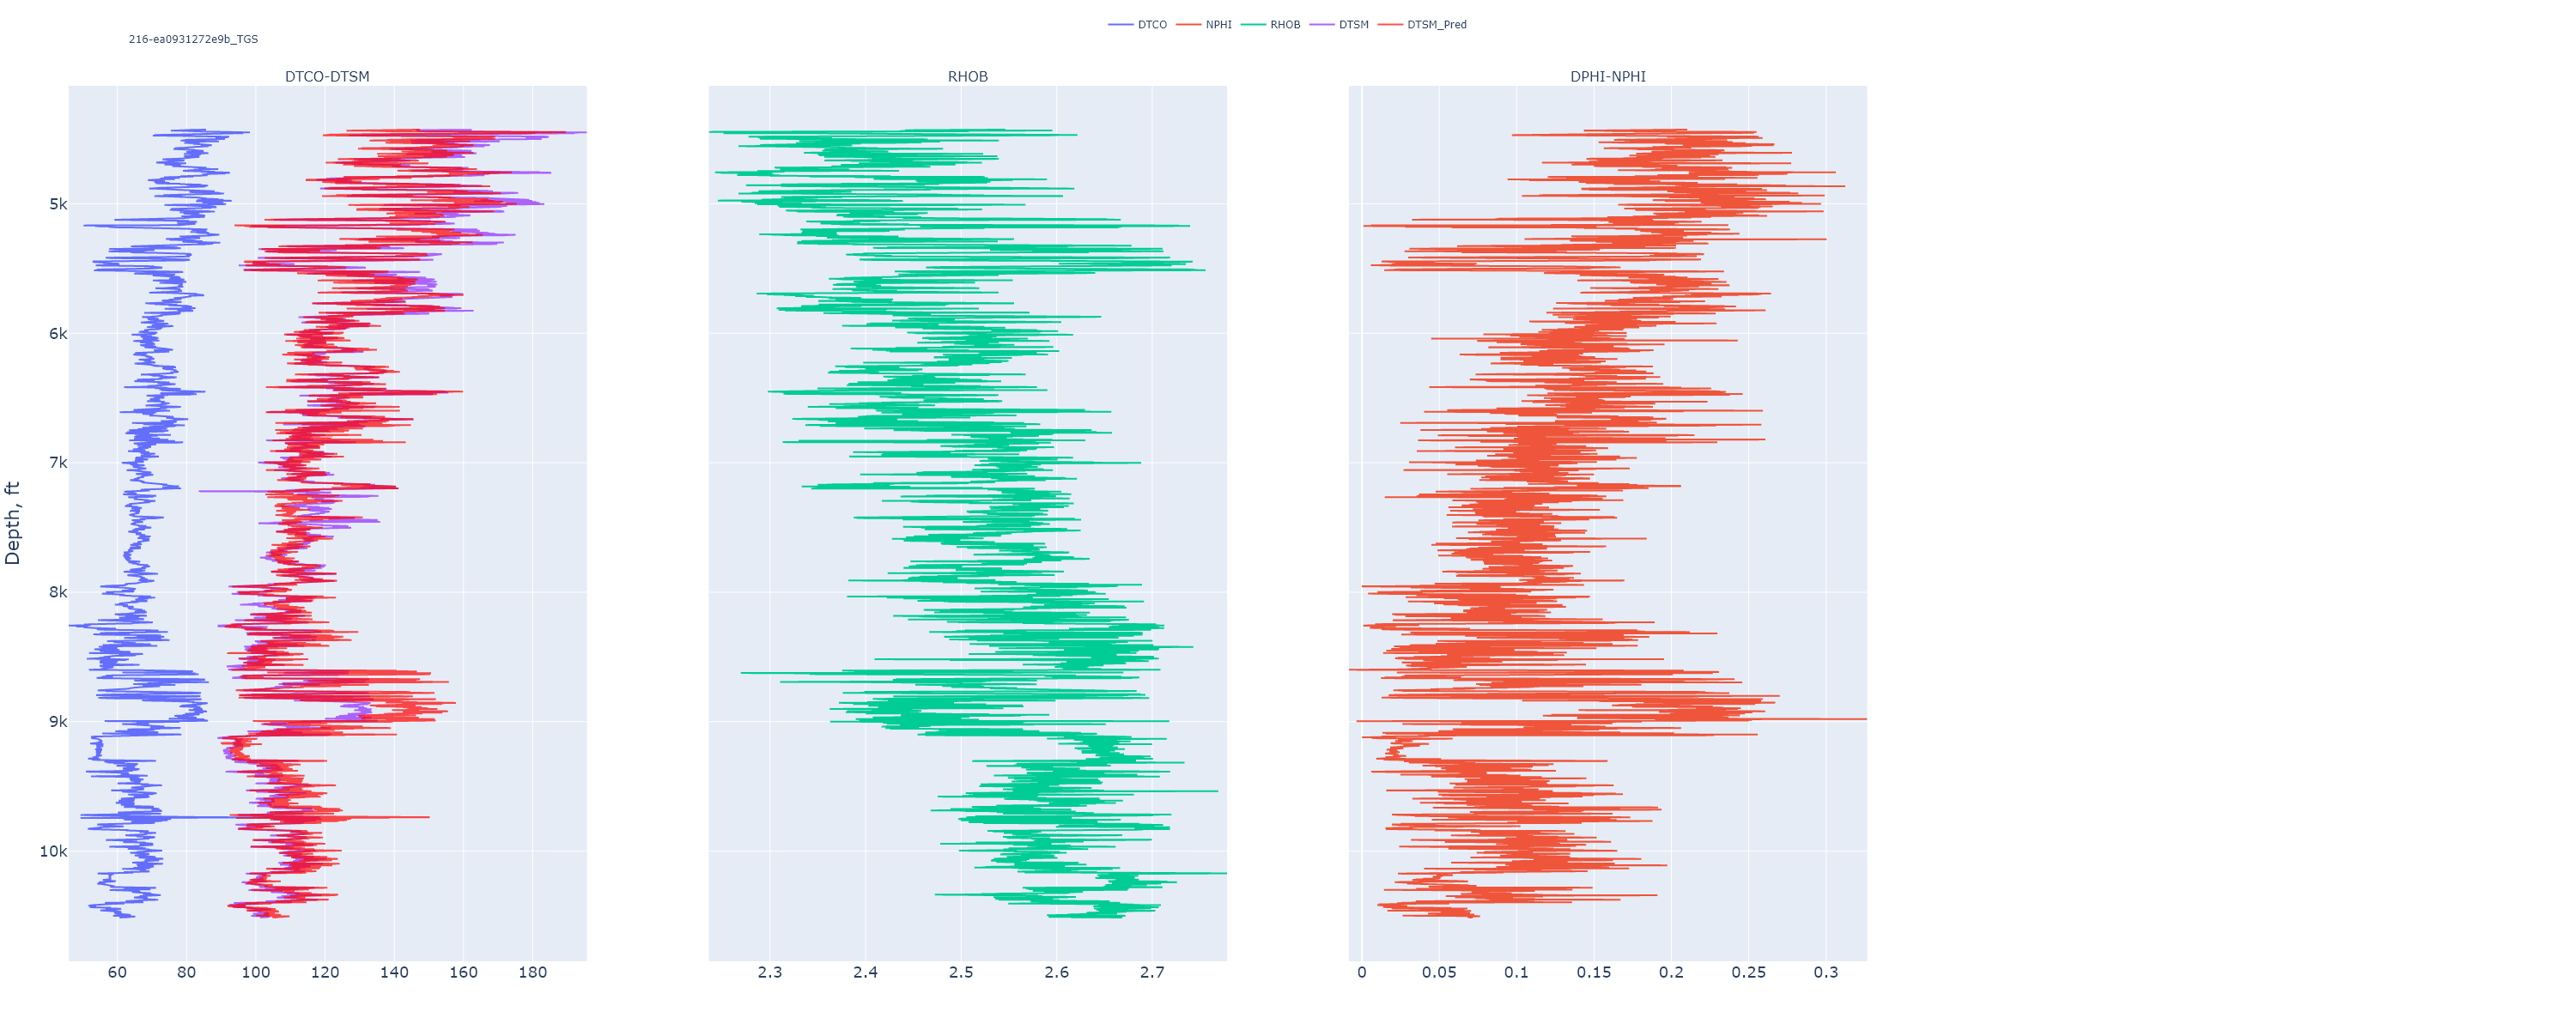 DTCO NPHI RHOB DTSM DTSM_Pred
216-ea0931272e9b_TGS
DTCO-DTSM RHOB DPHI-NPHI
Depth, ft
5k
6k
7k
8k
9k
10k
60 80 100 120 140 160 180
2.3 2.4 2.5 2.6 2.7
0 0.05 0.1 0.15 0.2 0.25 0.3